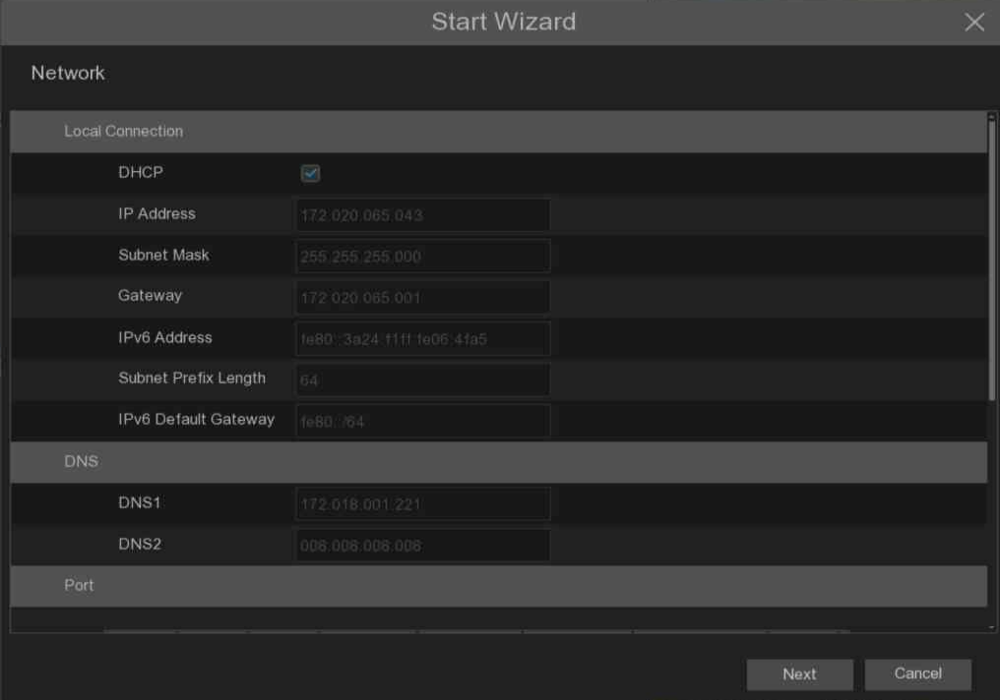 Start Wizard
Network
Local Connection
DHCP
IP Address 172.020.065.043
Subnet Mask 255.255.255.000
Gateway 172.020.065.001
IPv6 Address fe80::3a24:f1ff:fe06:4fa5
Subnet Prefix Length 64
IPv6 Default Gateway fe80::/64
DNS
DNS1 172.018.001.221
DNS2 008.008.008.008
Port
Next Cancel